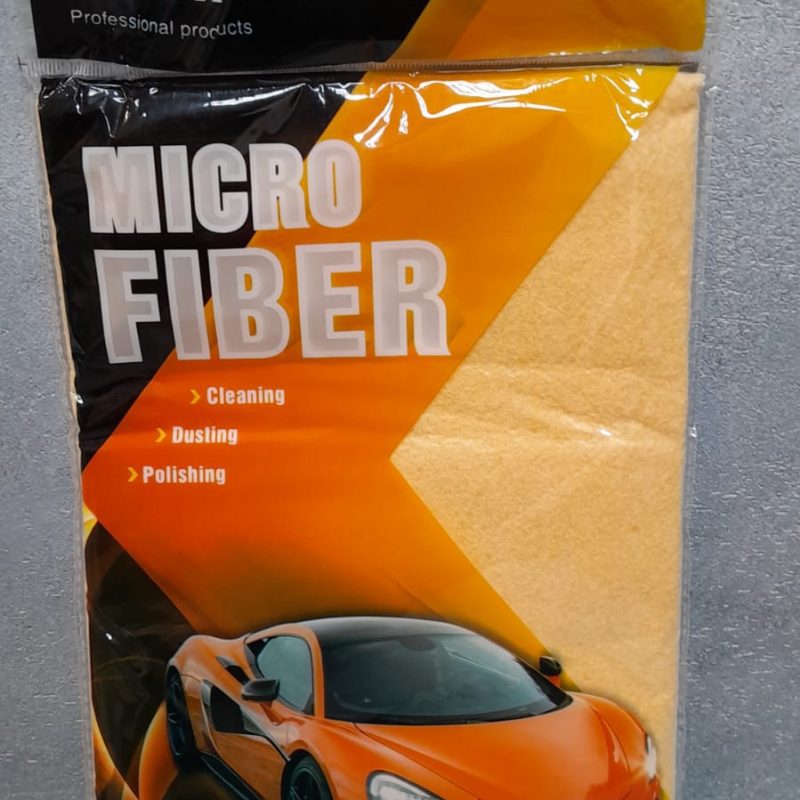 Professional products
MICRO
FIBER
Cleaning
Dusting
Polishing